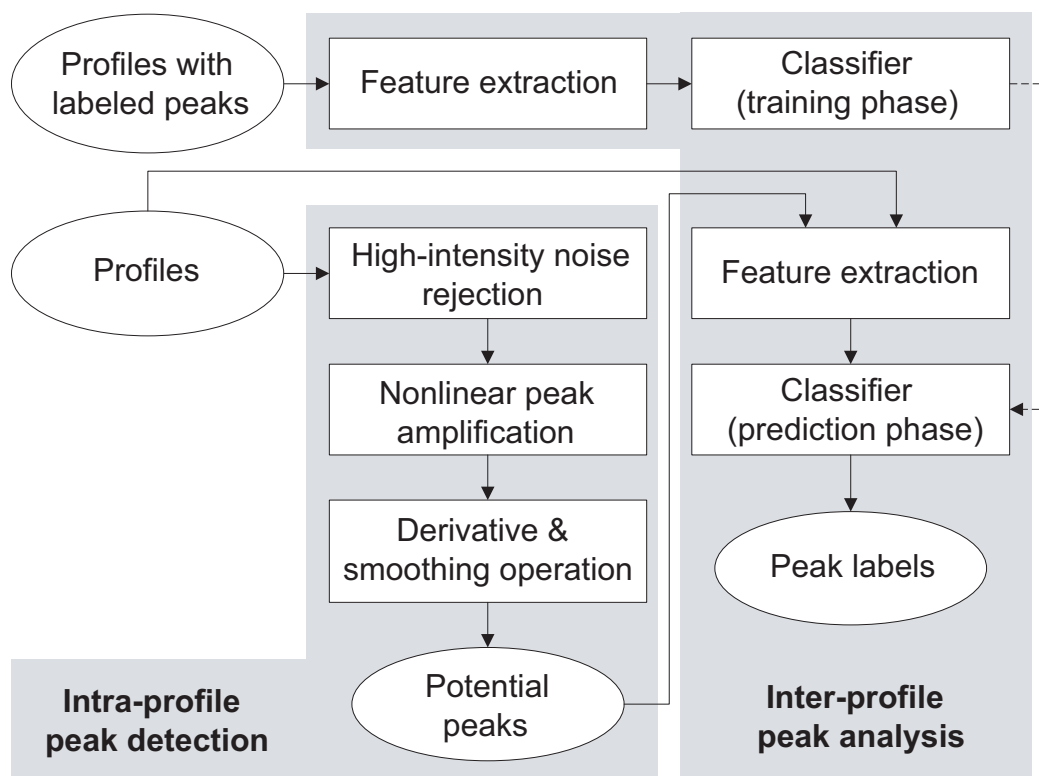 Profiles with
labeled peaks
Feature extraction
Classifier
(training phase)
Profiles
High-intensity noise
rejection
Nonlinear peak
amplification
Derivative &
smoothing operation
Potential
peaks
Feature extraction
Classifier
(prediction phase)
Peak labels
Intra-profile
peak detection
Inter-profile
peak analysis